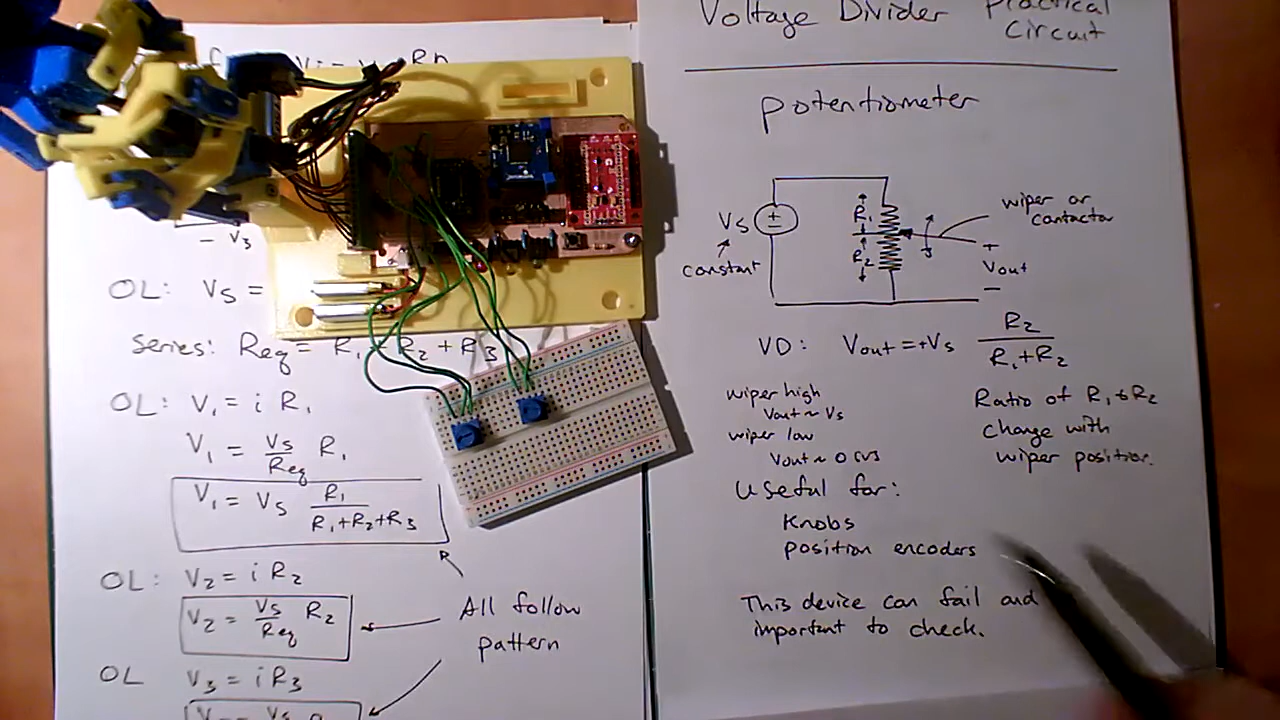 - V3
OL: Vs =
Series: Req = R1 + R2 + R3
OL: V1 = i R1
V1 = Vs/Req R1
V1 = Vs R1/(R1+R2+R3)
OL: V2 = i R2
V2 = Vs/Req R2
All follow
pattern
OL V3 = i R3
Voltage Divider Practical
Circuit
potentiometer
Vs
+
-
constant
R1
R2
wiper or
contactor
+
Vout
-
VD: Vout = +Vs R2/(R1+R2)
wiper high
Vout ~ Vs
wiper low
Vout ~ 0
Ratio of R1 & R2
change with
wiper position.
Useful for:
Knobs
position encoders
This device can fail and
important to check.